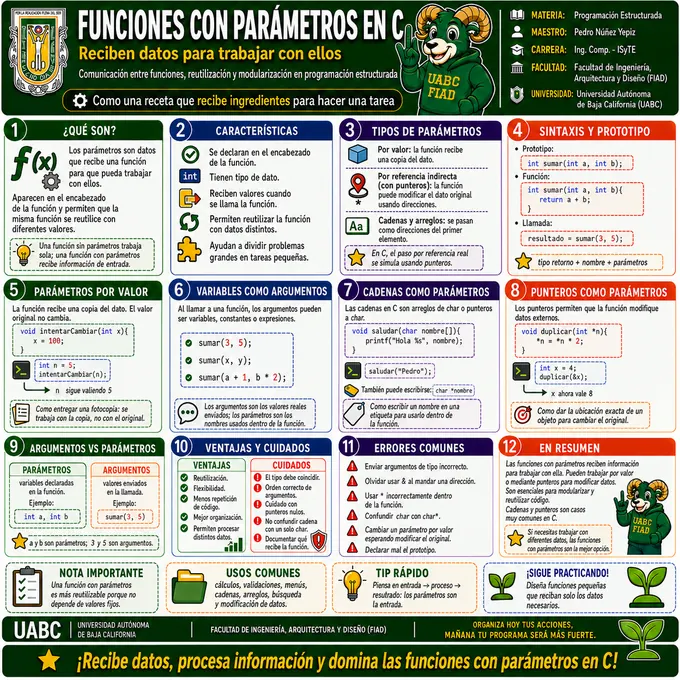 FUNCIONES CON PARÁMETROS EN C
Reciben datos para trabajar con ellos
Comunicación entre funciones, reutilización y modularización en programación estructurada
Como una receta que recibe ingredientes para hacer una tarea
UABC
FIAD
MATERIA: Programación Estructurada
MAESTRO: Pedro Núñez Yepiz
CARRERA: Ing. Comp. - ISyTE
FACULTAD: Facultad de Ingeniería,
Arquitectura y Diseño (FIAD)
UNIVERSIDAD: Universidad Autónoma
de Baja California (UABC)
1 ¿QUÉ SON?
f(x)
Los parámetros son datos
que recibe una función
para que pueda trabajar
con ellos.
Aparecen en el encabezado
de la función y permiten que la
misma función se reutilice con
diferentes valores.
Una función sin parámetros trabaja
sola; una función con parámetros
recibe información de entrada.
2 CARACTERÍSTICAS
Se declaran en el encabezado
de la función.
int Tienen tipo de dato.
Reciben valores cuando
se llama la función.
Permiten reutilizar la función
con datos distintos.
Ayudan a dividir problemas
grandes en tareas pequeñas.
3 TIPOS DE PARÁMETROS
Por valor: la función recibe
una copia del dato.
Por referencia indirecta
(con punteros): la función
puede modificar el dato original
usando direcciones.
Aa
Cadenas y arreglos: se pasan
como direcciones del primer
elemento.
En C, el paso por referencia real
se simula usando punteros.
4 SINTAXIS Y PROTOTIPO
• Prototipo:
int sumar(int a, int b);
• Función:
int sumar(int a, int b){
return a + b;
}
• Llamada:
resultado = sumar(3, 5);
tipo retorno + nombre + parámetros
5 PARÁMETROS POR VALOR
La función recibe una copia del dato. El valor
original no cambia.
void intentarCambiar(int x){
x = 100;
}
int n = 5;
intentarCambiar(n);
n sigue valiendo 5
Como entregar una fotocopia: se
trabaja con la copia, no con el original.
6 VARIABLES COMO ARGUMENTOS
Al llamar a una función, los argumentos pueden
ser variables, constantes o expresiones.
sumar(3, 5);
sumar(x, y);
sumar(a + 1, b * 2);
Los argumentos son los valores reales
enviados; los parámetros son los
nombres usados dentro de la función.
7 CADENAS COMO PARÁMETROS
Las cadenas en C son arreglos de char o punteros
a char.
void saludar(char nombre[]){
printf("Hola %s", nombre);
}
saludar("Pedro");
También puede escribirse: char *nombre
Como escribir un nombre en una
etiqueta para usarlo dentro de
la función.
8 PUNTEROS COMO PARÁMETROS
Los punteros permiten que la función modifique
datos externos.
void duplicar(int *n){
*n = *n * 2;
}
int x = 4;
duplicar(&x);
x ahora vale 8
Como dar la ubicación exacta de un
objeto para cambiar el original.
9 ARGUMENTOS VS PARÁMETROS
PARÁMETROS
variables declaradas
en la función.
Ejemplo:
int a, int b
ARGUMENTOS
valores enviados
en la llamada.
Ejemplo:
sumar(3, 5)
a y b son parámetros; 3 y 5 son argumentos.
10 VENTAJAS Y CUIDADOS
VENTAJAS
Reutilización.
Flexibilidad.
Menos repetición
de código.
Mejor organización.
Permiten procesar
distintos datos.
CUIDADOS
El tipo debe coincidir.
Orden correcto de
argumentos.
Cuidado con
punteros nulos.
No confundir cadena
con un solo char.
Documentar qué
recibe la función.
11 ERRORES COMUNES
Enviar argumentos de tipo incorrecto.
Olvidar usar & al mandar una dirección.
Usar * incorrectamente dentro
de la función.
Confundir char con char*.
Cambiar un parámetro por valor
esperando modificar el original.
Declarar mal el prototipo.
12 EN RESUMEN
Las funciones con parámetros reciben información
para trabajar con ella. Pueden trabajar por valor
o mediante punteros para modificar datos.
Son esenciales para modularizar
y reutilizar código.
Cadenas y punteros son casos
muy comunes en C.
Si necesitas trabajar con
diferentes datos, las funciones
con parámetros son la mejor opción.
UABC
FIAD
NOTA IMPORTANTE
Una función con parámetros
es más reutilizable porque no
depende de valores fijos.
USOS COMUNES
cálculos, validaciones, menús,
cadenas, arreglos, búsqueda
y modificación de datos.
TIP RÁPIDO
Piensa en entrada → proceso →
resutrado: los parámetros son
la entrada.
¡SIGUE PRACTICANDO!
Diseña funciones pequeñas
que reciban solo los datos
necesarios.
UABC
UNIVERSIDAD AUTÓNOMA
DE BAJA CALIFORNIA
FACULTAD DE INGENIERÍA, ARQUITECTURA Y DISEÑO (FIAD)
ORGANIZA HOY TUS ACCIONES,
MAÑANA TU PROGRAMA SERÁ MÁS FUERTE.
¡Recibe datos, procesa información y domina las funciones con parámetros en C!